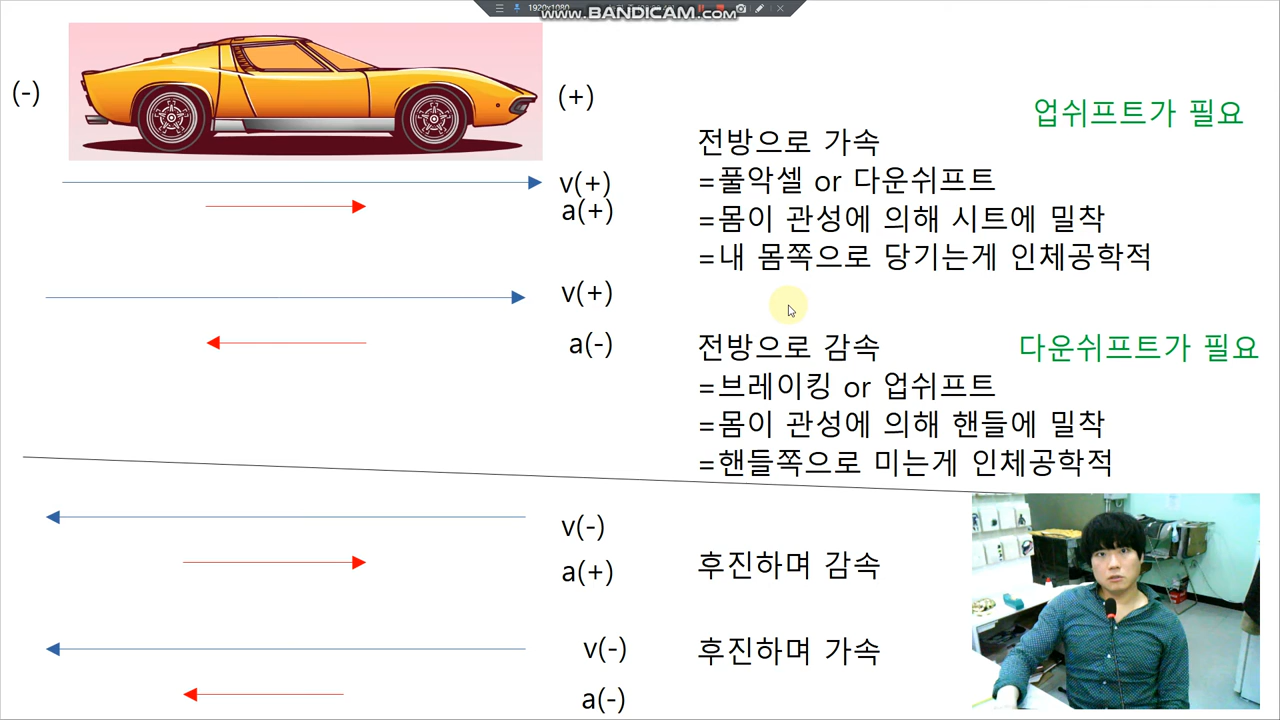 1920x1080
www.BANDICAM.com
(-)
(+)
업쉬프트가 필요
전방으로 가속
v(+)
=풀악셀 or 다운쉬프트
a(+)
=몸이 관성에 의해 시트에 밀착
=내 몸쪽으로 당기는게 인체공학적
v(+)
a(-)
전방으로 감속
다운쉬프트가 필요
=브레이킹 or 업쉬프트
=몸이 관성에 의해 핸들에 밀착
=핸들쪽으로 미는게 인체공학적
v(-)
a(+)
후진하며 감속
v(-)
후진하며 가속
a(-)